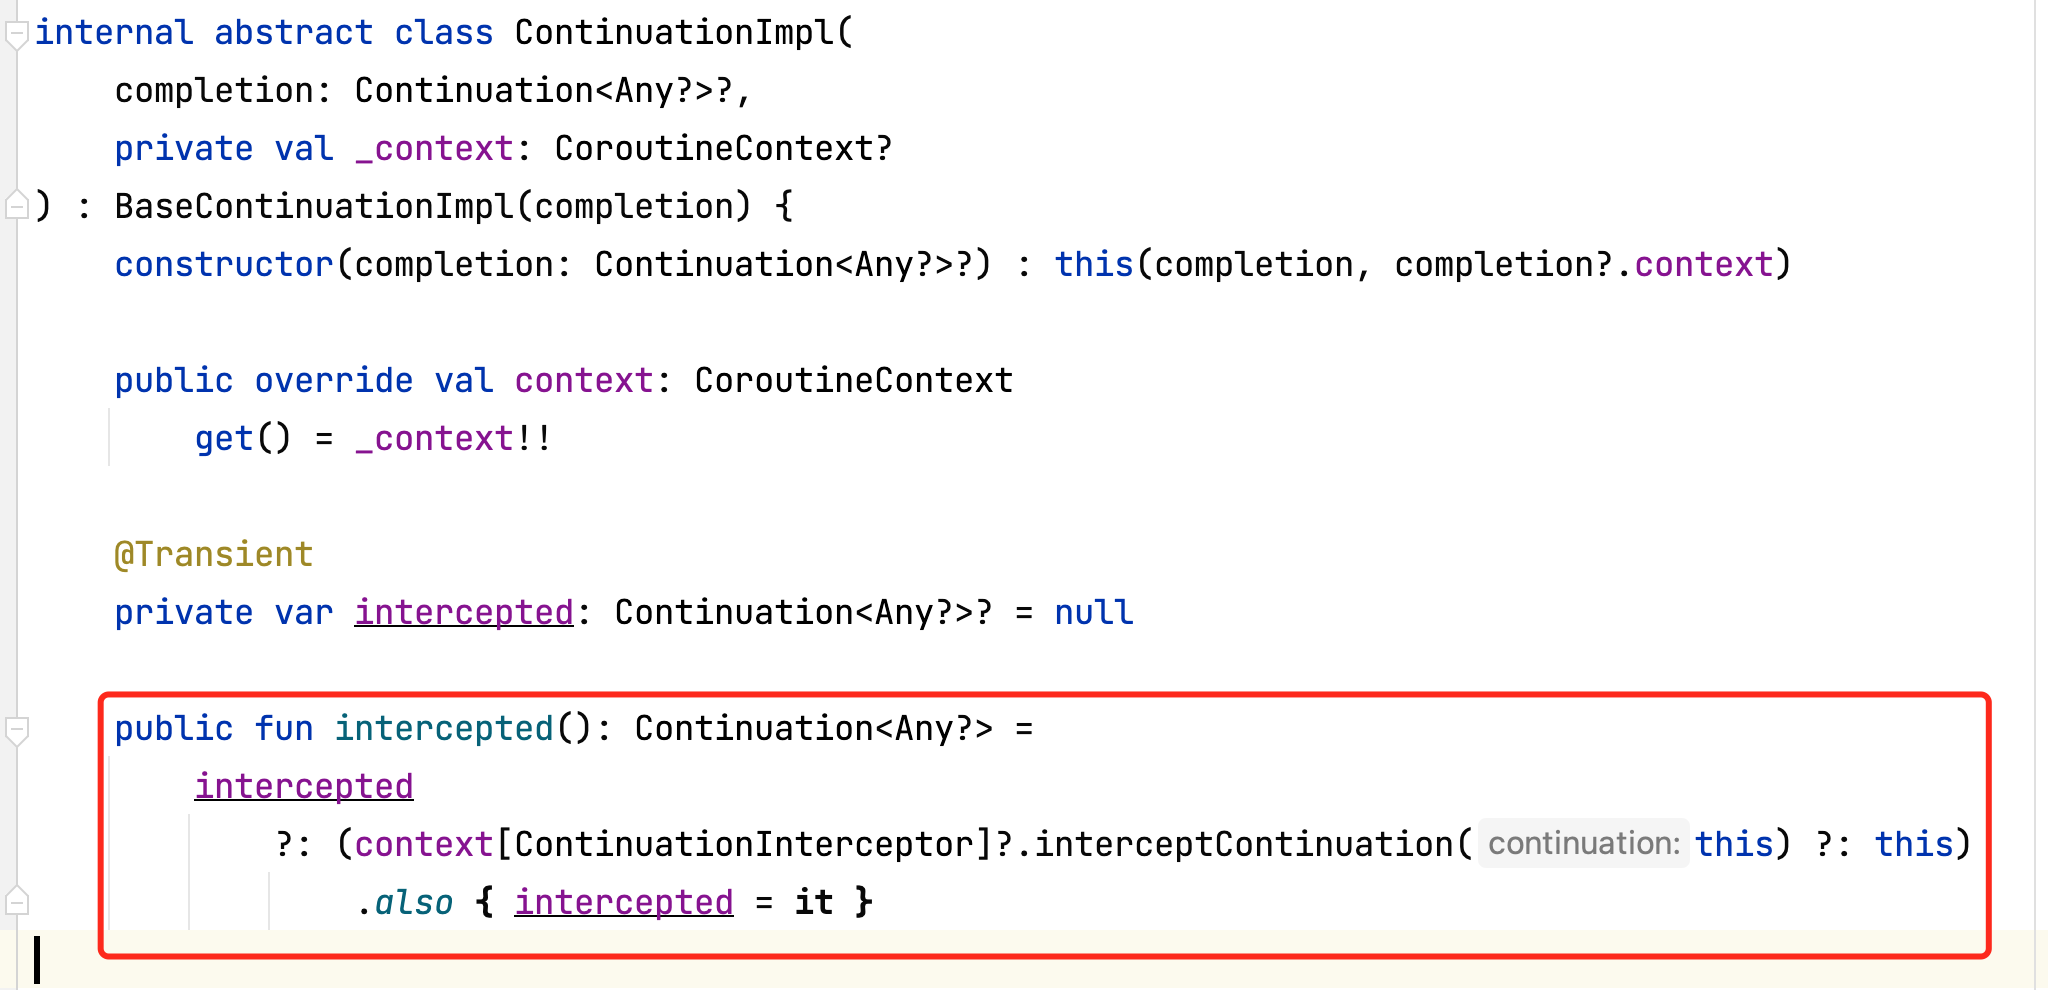 internal abstract class ContinuationImpl(
    completion: Continuation<Any?>?,
    private val _context: CoroutineContext?
) : BaseContinuationImpl(completion) {
    constructor(completion: Continuation<Any?>?) : this(completion, completion?.context)
    public override val context: CoroutineContext
        get() = _context!!
    @Transient
    private var intercepted: Continuation<Any?>? = null
    public fun intercepted(): Continuation<Any?> =
        intercepted
            ?: (context[ContinuationInterceptor]?.interceptContinuation( continuation: this) ?: this)
                .also { intercepted = it }